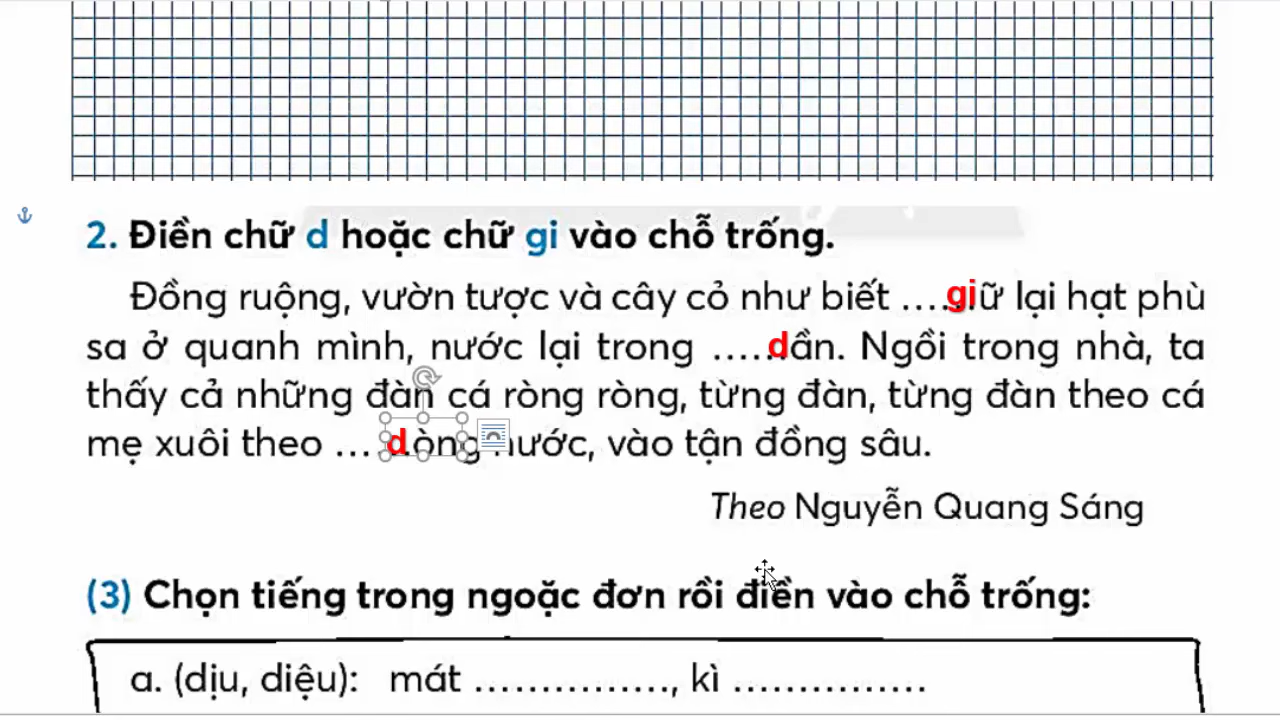 2. Điền chữ d hoặc chữ gi vào chỗ trống.
Đồng ruộng, vườn tược và cây cỏ như biết .....giữ lại hạt phù
sa ở quanh mình, nước lại trong .....dần. Ngồi trong nhà, ta
thấy cả những đàn cá ròng ròng, từng đàn, từng đàn theo cá
mẹ xuôi theo ...dòng nước, vào tận đồng sâu.
Theo Nguyễn Quang Sáng
(3) Chọn tiếng trong ngoặc đơn rồi điền vào chỗ trống:
a. (dịu, diệu): mát ..............., kì ...............